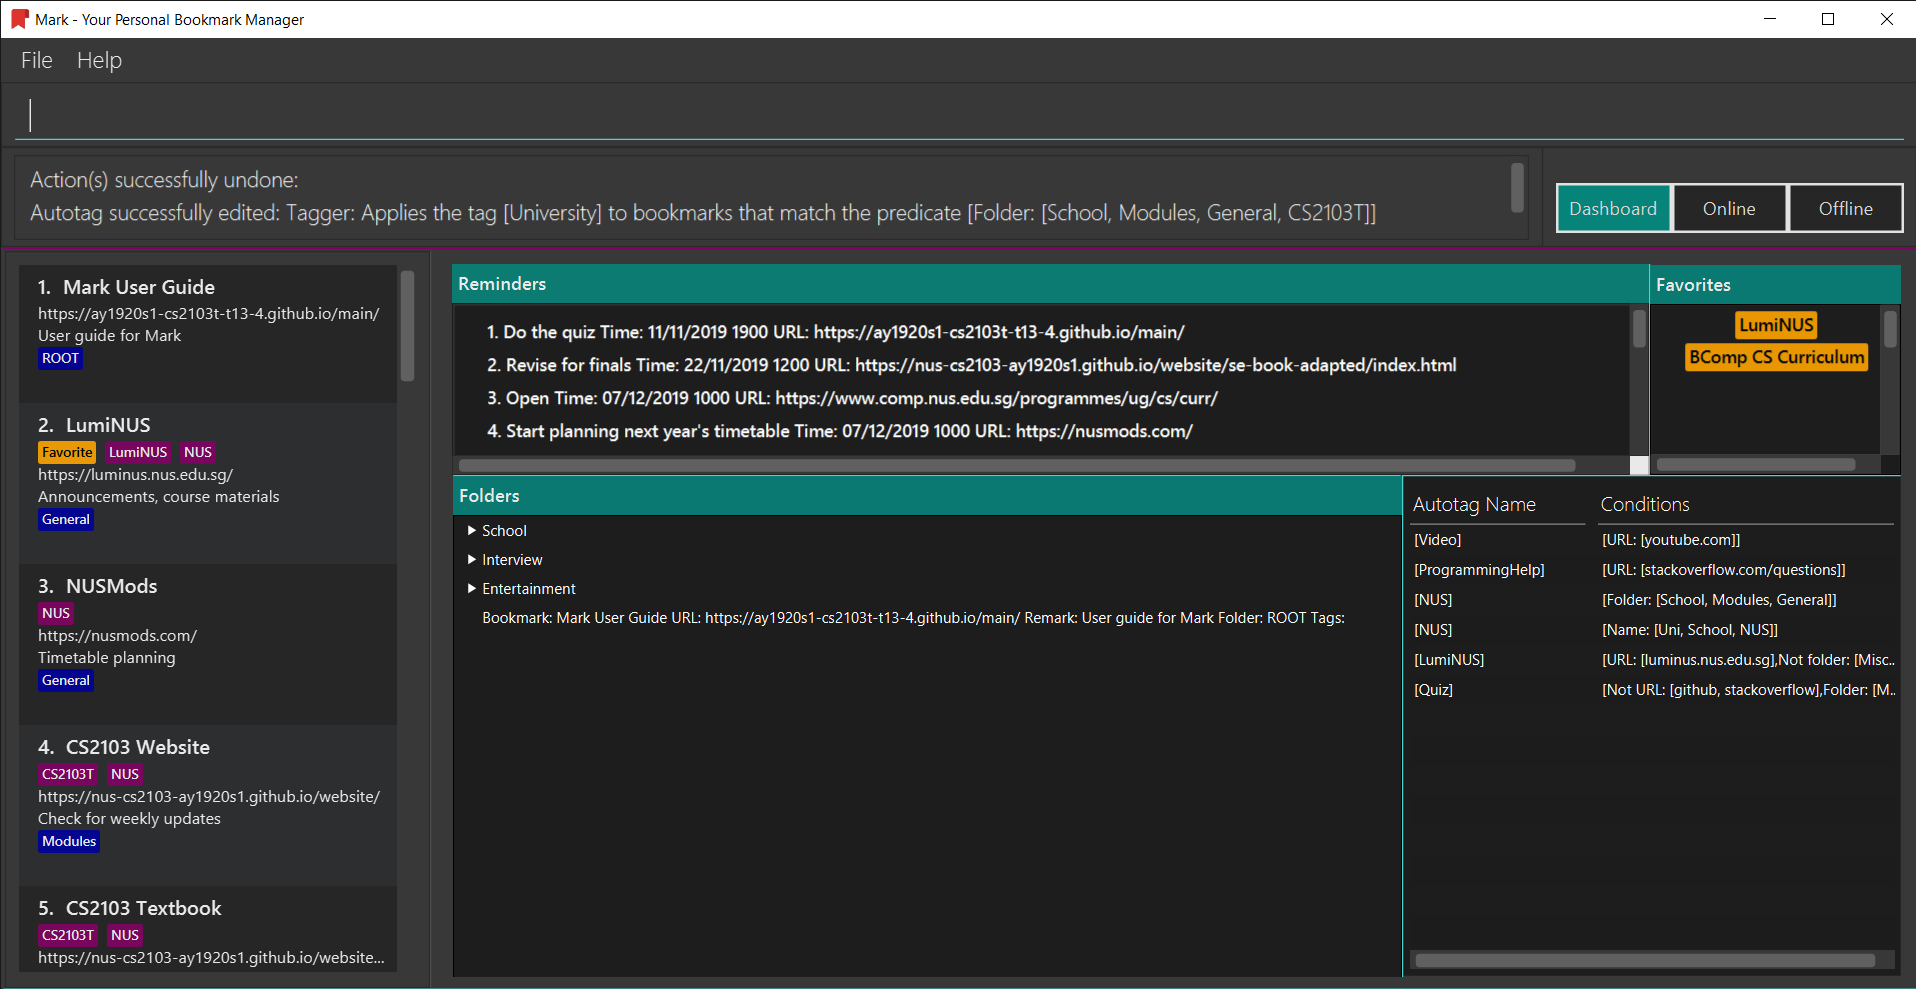 Mark - Your Personal Bookmark Manager
File Help
Action(s) successfully undone:
Autotag successfully edited: Tagger: Applies the tag [University] to bookmarks that match the predicate [Folder: [School, Modules, General, CS2103T]]
Dashboard Online Offline
1. Mark User Guide
https://ay1920s1-cs2103t-t13-4.github.io/main/
User guide for Mark
ROOT
2. LumiNUS
Favorite LumiNUS NUS
https://luminus.nus.edu.sg/
Announcements, course materials
General
3. NUSMods
NUS
https://nusmods.com/
Timetable planning
General
4. CS2103 Website
CS2103T NUS
https://nus-cs2103-ay1920s1.github.io/website/
Check for weekly updates
Modules
5. CS2103 Textbook
CS2103T NUS
https://nus-cs2103-ay1920s1.github.io/website...
Reminders
1. Do the quiz Time: 11/11/2019 1900 URL: https://ay1920s1-cs2103t-t13-4.github.io/main/
2. Revise for finals Time: 22/11/2019 1200 URL: https://nus-cs2103-ay1920s1.github.io/website/se-book-adapted/index.html
3. Open Time: 07/12/2019 1000 URL: https://www.comp.nus.edu.sg/programmes/ug/cs/curr/
4. Start planning next year's timetable Time: 07/12/2019 1000 URL: https://nusmods.com/
Favorites
LumiNUS
BComp CS Curriculum
Folders
School
Interview
Entertainment
Bookmark: Mark User Guide URL: https://ay1920s1-cs2103t-t13-4.github.io/main/ Remark: User guide for Mark Folder: ROOT Tags:
Autotag Name Conditions
[Video] [URL: [youtube.com]]
[ProgrammingHelp] [URL: [stackoverflow.com/questions]]
[NUS] [Folder: [School, Modules, General]]
[NUS] [Name: [Uni, School, NUS]]
[LumiNUS] [URL: [luminus.nus.edu.sg],Not folder: [Misc..
[Quiz] [Not URL: [github, stackoverflow],Folder: [M..